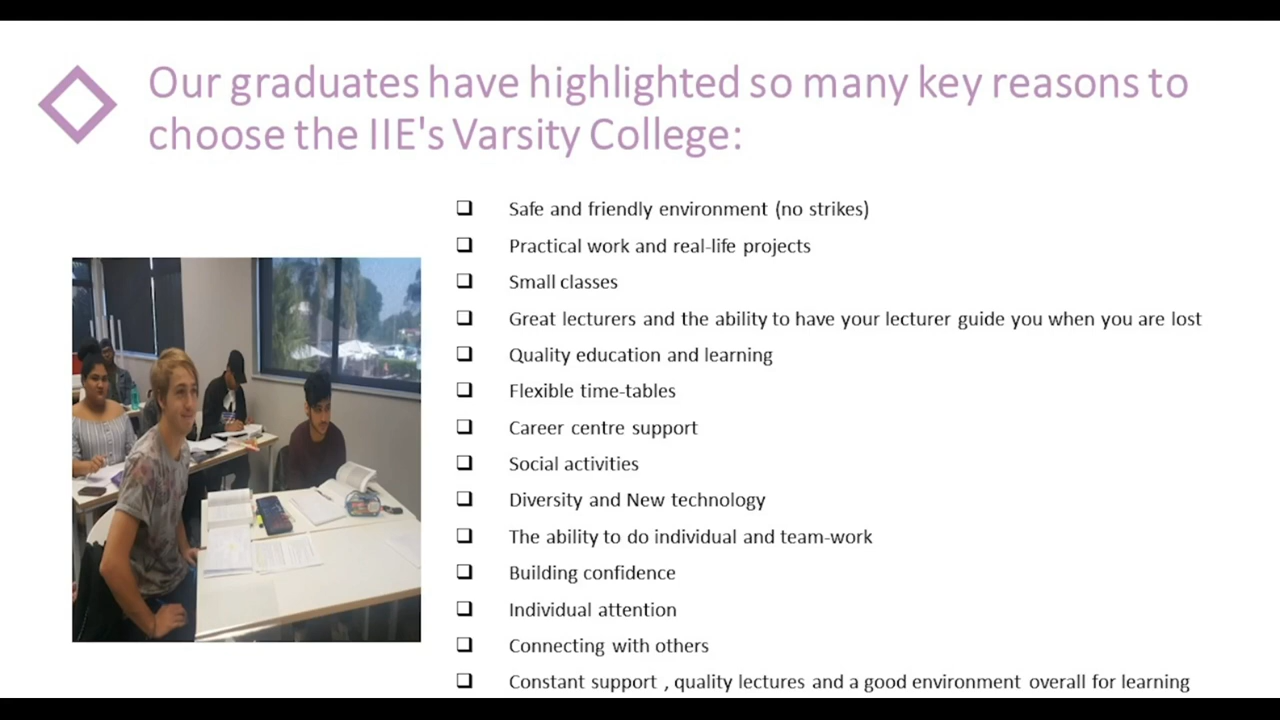 Our graduates have highlighted so many key reasons to
choose the IIE's Varsity College:
Safe and friendly environment (no strikes)
Practical work and real-life projects
Small classes
Great lecturers and the ability to have your lecturer guide you when you are lost
Quality education and learning
Flexible time-tables
Career centre support
Social activities
Diversity and New technology
The ability to do individual and team-work
Building confidence
Individual attention
Connecting with others
Constant support , quality lectures and a good environment overall for learning